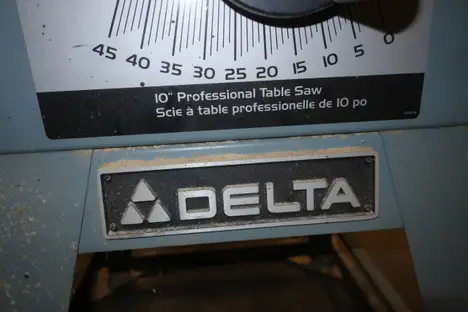 45 40 35 30 25 20 15 10 5 0
10" Professional Table Saw
Scie à table professionelle de 10 po
DELTA